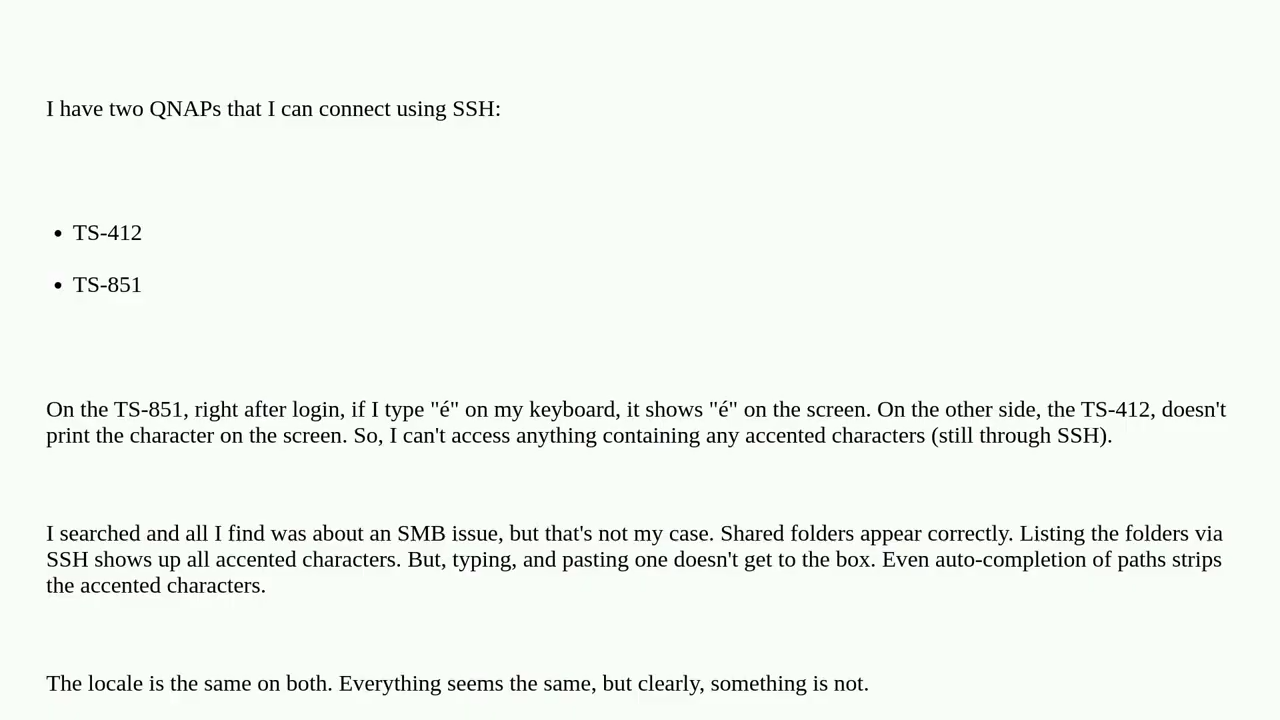 I have two QNAPs that I can connect using SSH:
• TS-412
• TS-851
On the TS-851, right after login, if I type "é" on my keyboard, it shows "é" on the screen. On the other side, the TS-412, doesn't
print the character on the screen. So, I can't access anything containing any accented characters (still through SSH).
I searched and all I find was about an SMB issue, but that's not my case. Shared folders appear correctly. Listing the folders via
SSH shows up all accented characters. But, typing, and pasting one doesn't get to the box. Even auto-completion of paths strips
the accented characters.
The locale is the same on both. Everything seems the same, but clearly, something is not.